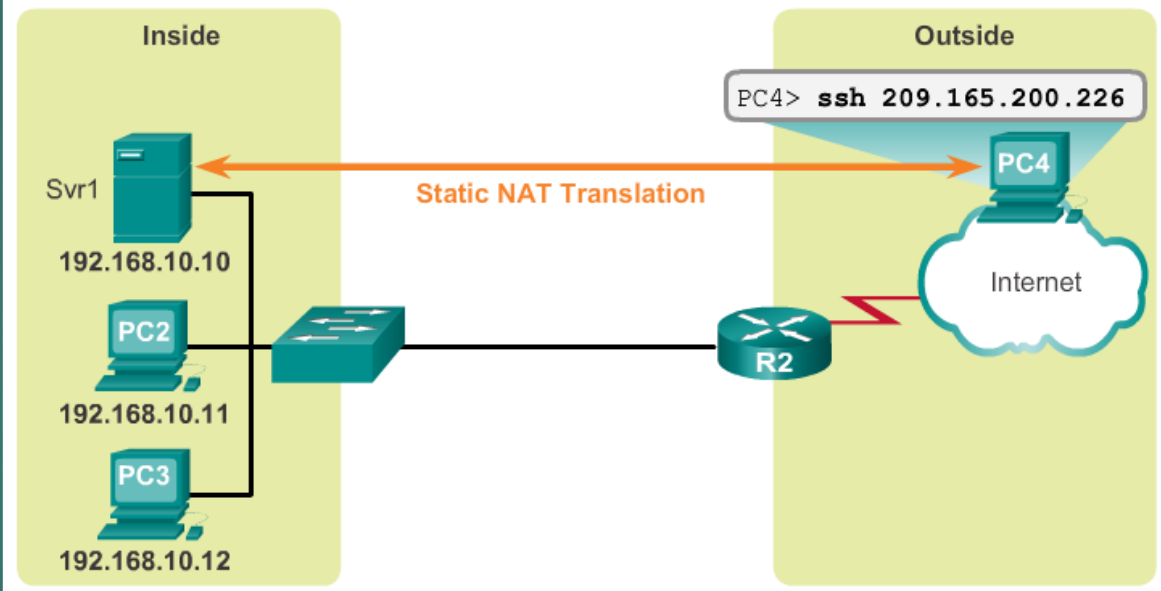 Inside
Outside
PC4> ssh 209.165.200.226
PC4
Svr1
Static NAT Translation
192.168.10.10
Internet
PC2
R2
192.168.10.11
PC3
192.168.10.12